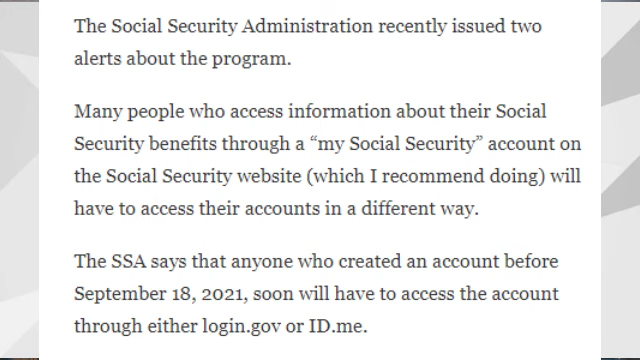 The Social Security Administration recently issued two
alerts about the program.
Many people who access information about their Social
Security benefits through a “my Social Security” account on
the Social Security website (which I recommend doing) will
have to access their accounts in a different way.
The SSA says that anyone who created an account before
September 18, 2021, soon will have to access the account
through either login.gov or ID.me.